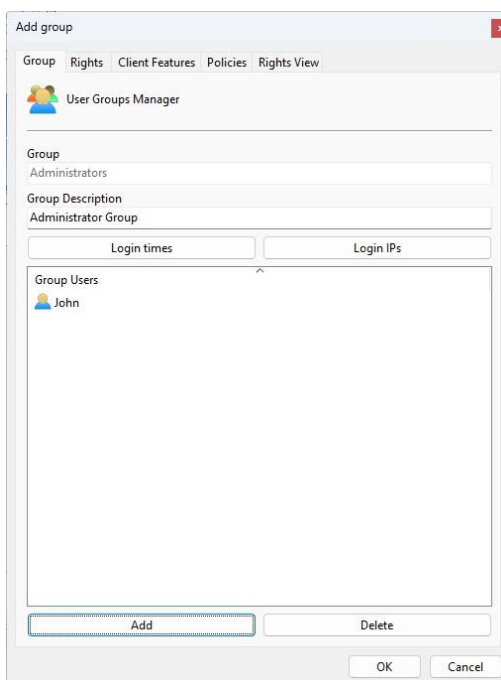 Add group
Group Rights Client Features Policies Rights View
User Groups Manager
Group
Administrators
Group Description
Administrator Group
Login times Login IPs
Group Users
John
Add Delete
OK Cancel